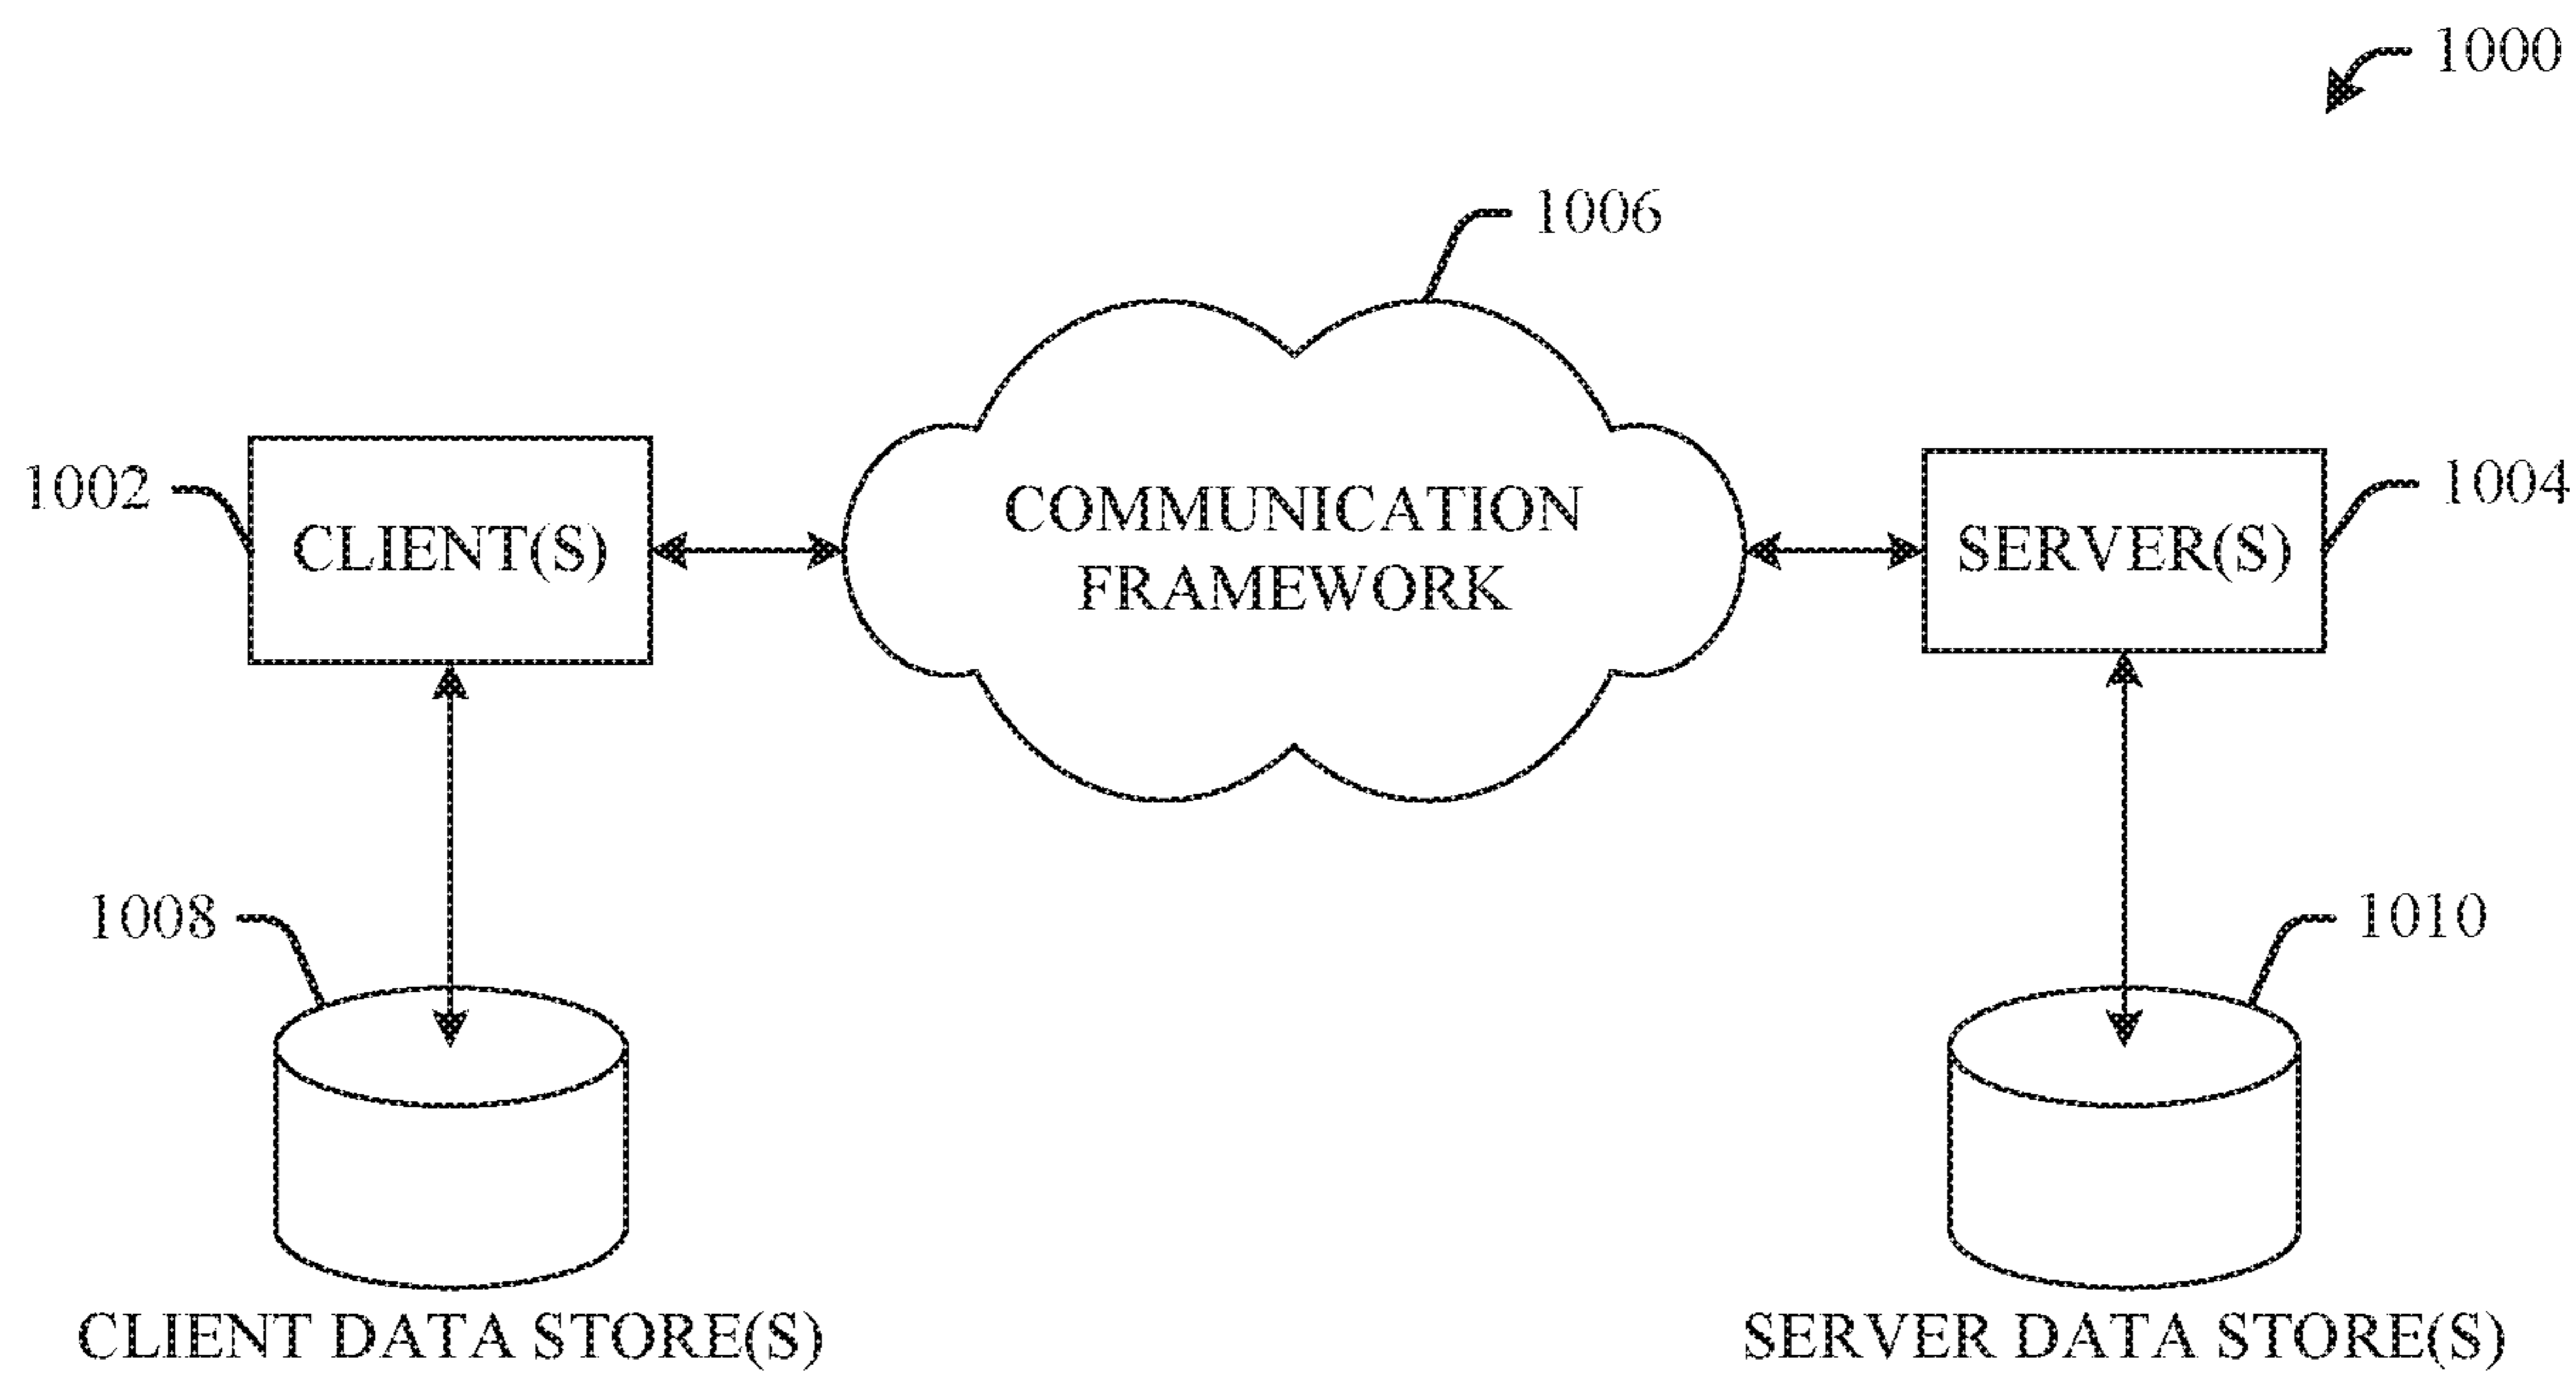 1000
1006
1002
CLIENT(S)
COMMUNICATION
FRAMEWORK
SERVER(S)
1004
1008
1010
CLIENT DATA STORE(S)
SERVER DATA STORE(S)